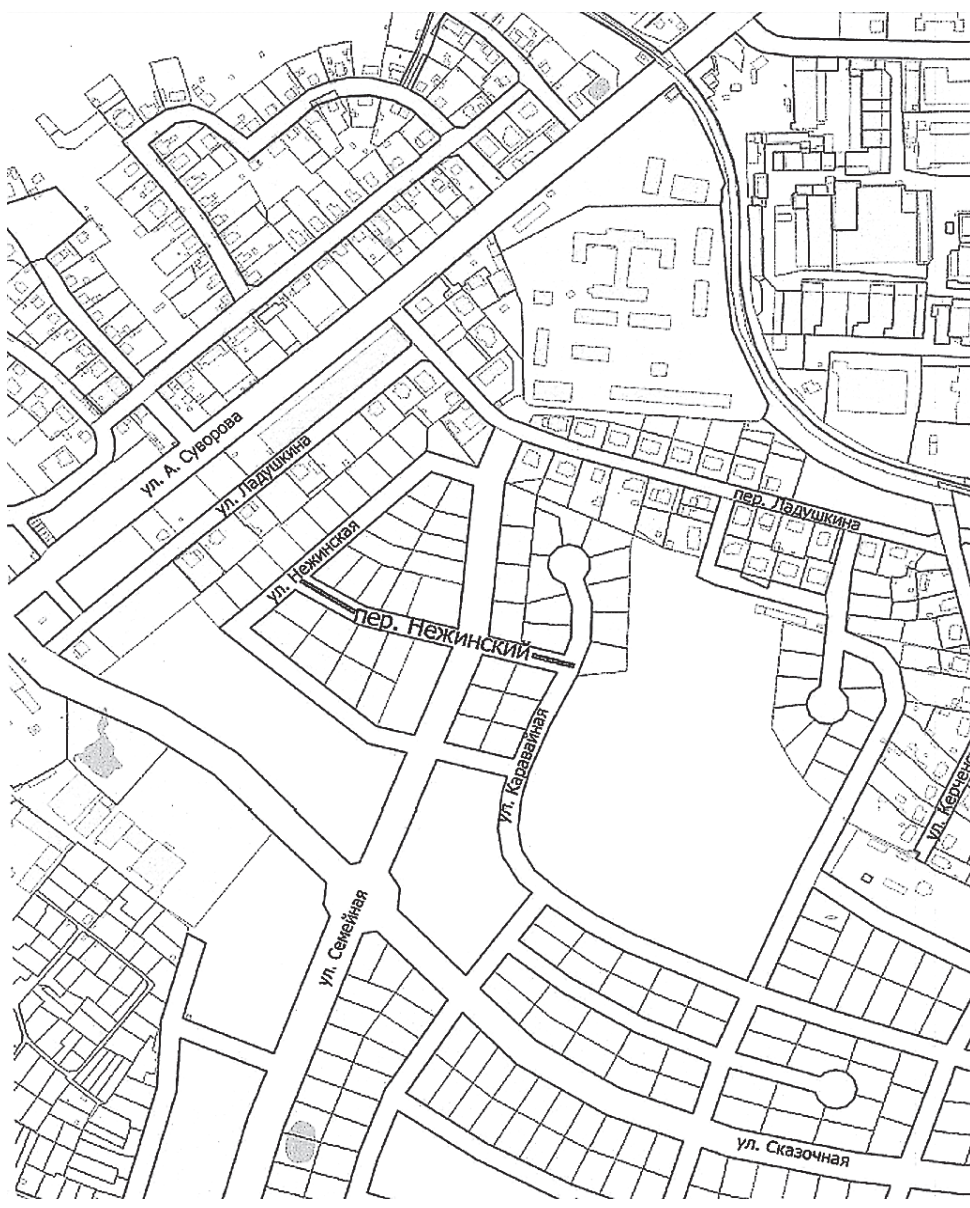 ул. А. Суворова
ул. Ладушкина
пер. Ладушкина
ул. Нежинская
пер. Нежинский
ул. Каравайная
ул. Семейная
ул. Сказочная